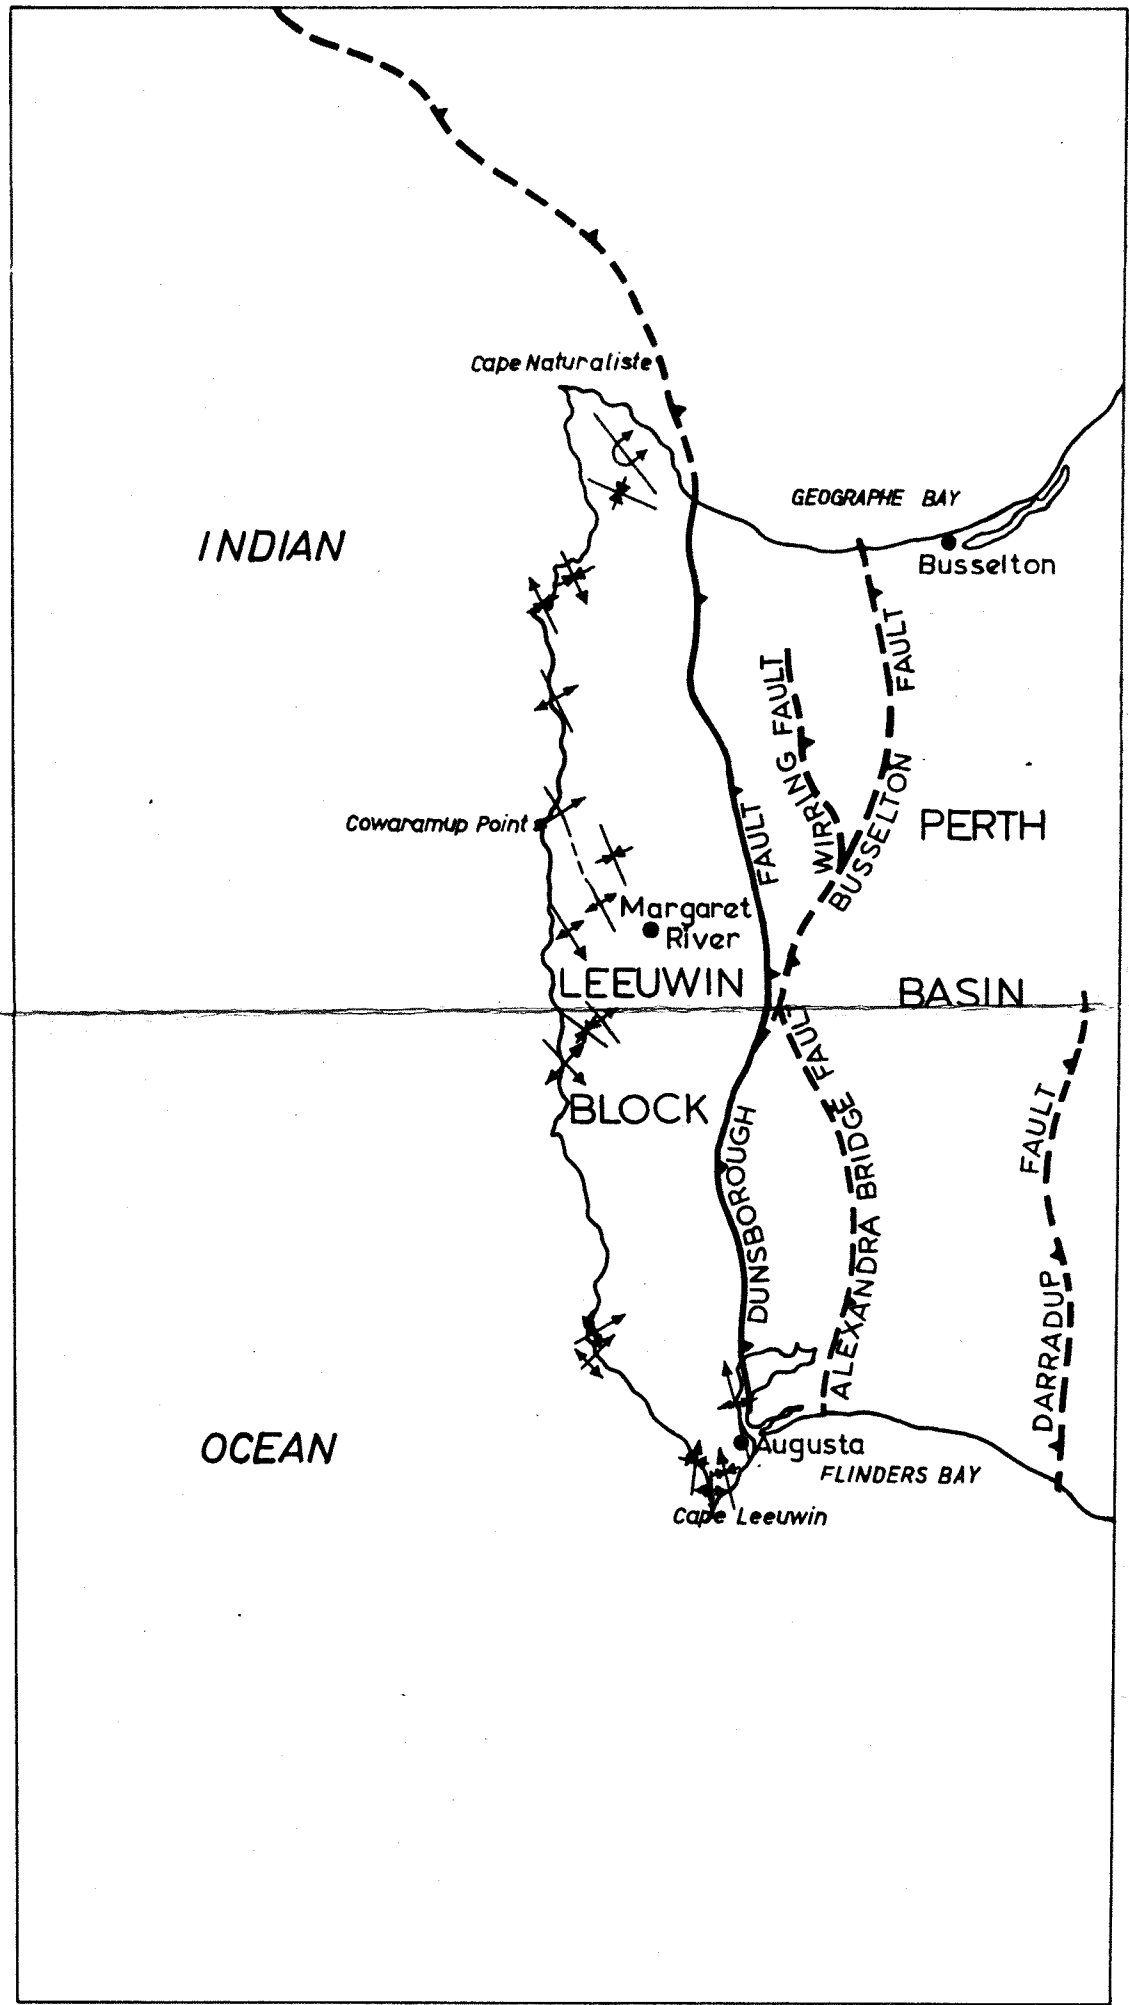 Cape Naturaliste
GEOGRAPHE BAY
INDIAN
Busselton
WIRRING FAULT
BUSSELTON FAULT
Cowaramup Point
PERTH
Margaret
River
LEEUWIN
BASIN
BLOCK
DUNSBOROUGH FAULT
ALEXANDRA BRIDGE FAULT
DARRADUP FAULT
OCEAN
Augusta
FLINDERS BAY
Cape Leeuwin